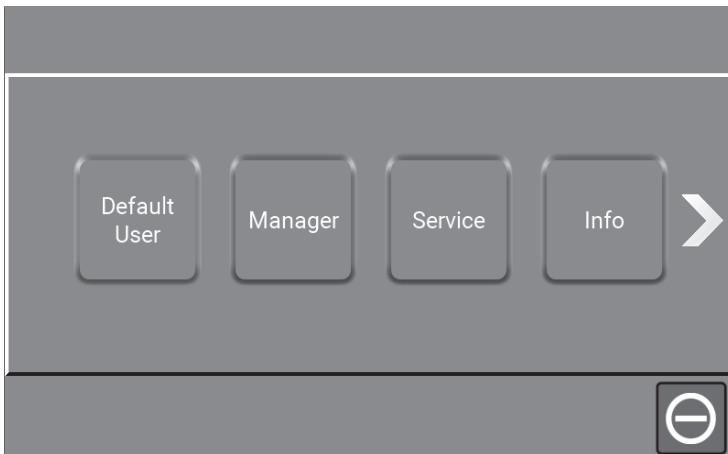 Default
User
Manager
Service
Info